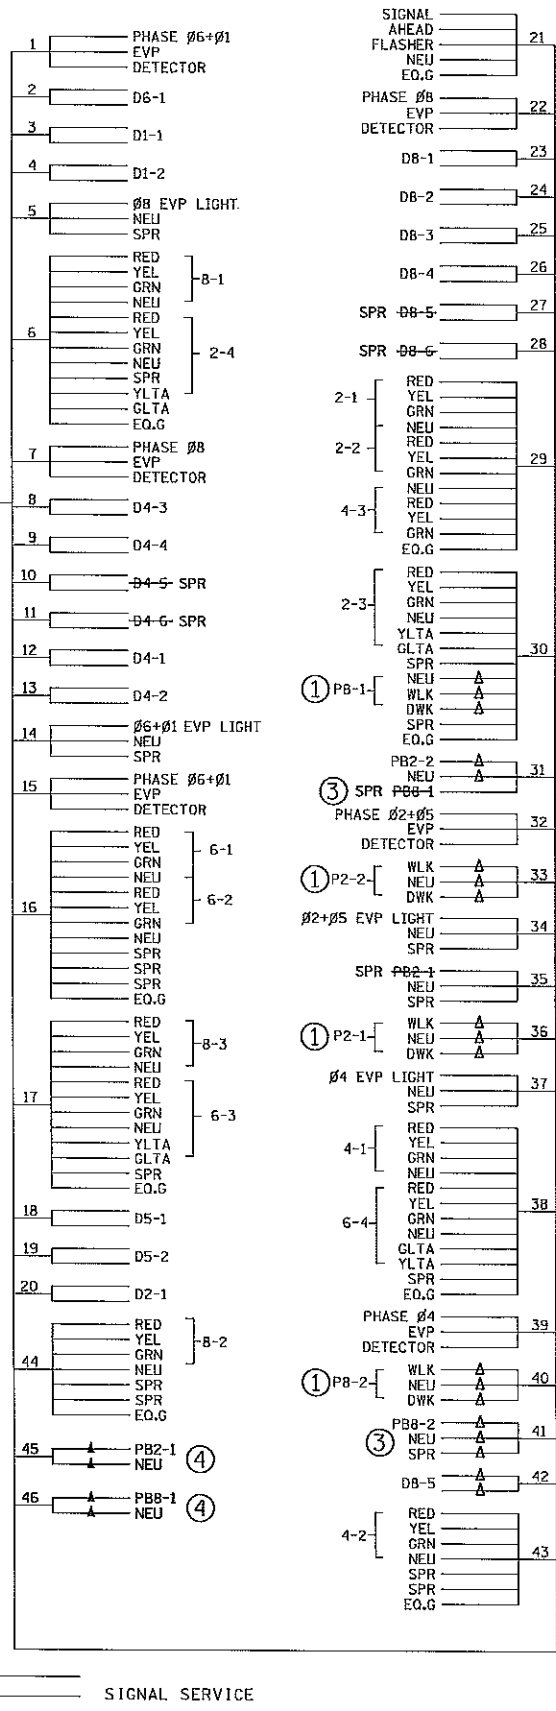 1
PHASE Ø6+Ø1
EVP
DETECTOR
2
D6-1
3
D1-1
4
D1-2
5
Ø8 EVP LIGHT
NEU
SPR
6
RED
YEL
GRN
NEU
8-1
RED
YEL
GRN
NEU
SPR
YLTA
2-4
GLTA
EQ.G
7
PHASE Ø8
EVP
DETECTOR
8
D4-3
9
D4-4
10
D4-5 SPR
11
D4-6 SPR
12
D4-1
13
D4-2
14
Ø6+Ø1 EVP LIGHT
NEU
SPR
15
PHASE Ø6+Ø1
EVP
DETECTOR
16
RED
YEL
GRN
NEU
6-1
RED
YEL
GRN
6-2
NEU
SPR
SPR
SPR
EQ.G
17
RED
YEL
GRN
NEU
8-3
RED
YEL
GRN
NEU
YLTA
GLTA
6-3
SPR
EQ.G
18
D5-1
19
D5-2
20
D2-1
44
RED
YEL
GRN
NEU
8-2
SPR
SPR
EQ.G
45
PB2-1
NEU
4
46
PB8-1
NEU
4
SIGNAL
AHEAD
FLASHER
NEU
EQ.G
21
PHASE Ø8
EVP
DETECTOR
22
D8-1
23
D8-2
24
D8-3
25
D8-4
26
SPR D8-5
27
SPR D8-6
28
2-1
RED
YEL
GRN
NEU
2-2
RED
YEL
GRN
NEU
4-3
RED
YEL
GRN
EQ.G
29
2-3
RED
YEL
GRN
NEU
YLTA
GLTA
SPR
1 P8-1
NEU
WLK
DWK
SPR
EQ.G
30
PB2-2
NEU
3 SPR PB8-1
31
PHASE Ø2+Ø5
EVP
DETECTOR
32
1 P2-2
WLK
NEU
DWK
33
Ø2+Ø5 EVP LIGHT
NEU
SPR
34
SPR PB2-1
NEU
SPR
35
1 P2-1
WLK
NEU
DWK
36
Ø4 EVP LIGHT
NEU
SPR
37
4-1
RED
YEL
GRN
NEU
6-4
RED
YEL
GRN
NEU
GLTA
YLTA
SPR
EQ.G
38
PHASE Ø4
EVP
DETECTOR
39
1 P8-2
WLK
NEU
DWK
40
PB8-2
3 NEU
SPR
41
D8-5
42
4-2
RED
YEL
GRN
NEU
SPR
SPR
EQ.G
43
SIGNAL SERVICE